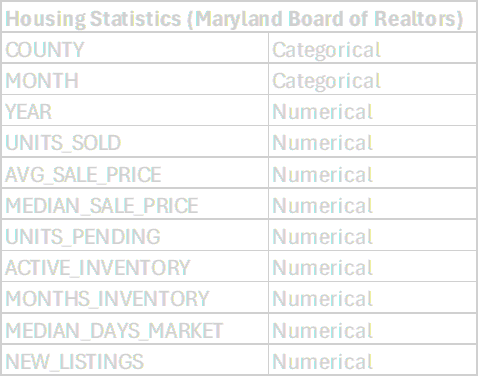 Housing Statistics (Maryland Board of Realtors)
COUNTY Categorical
MONTH Categorical
YEAR Numerical
UNITS_SOLD Numerical
AVG_SALE_PRICE Numerical
MEDIAN_SALE_PRICE Numerical
UNITS_PENDING Numerical
ACTIVE_INVENTORY Numerical
MONTHS_INVENTORY Numerical
MEDIAN_DAYS_MARKET Numerical
NEW_LISTINGS Numerical